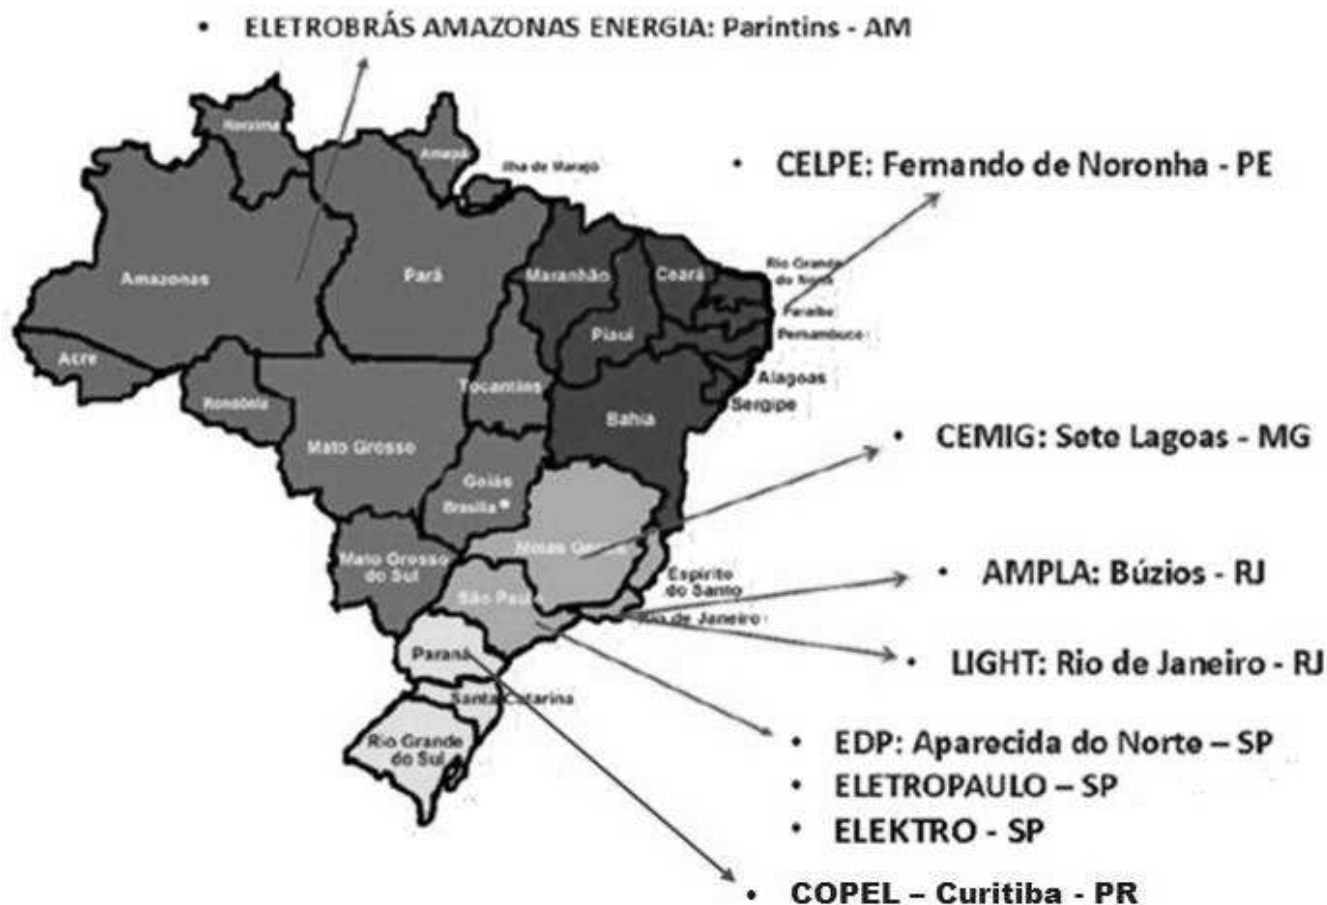 • ELETROBRÁS AMAZONAS ENERGIA: Parintins - AM
Roraima
Amapá
Ilha de Marajó
• CELPE: Fernando de Noronha - PE
Amazonas
Pará
Maranhão
Ceará
Rio Grande
do Norte
Paraíba
Piauí
Pernambuco
Acre
Tocantins
Alagoas
Rondônia
Sergipe
Bahia
Mato Grosso
• CEMIG: Sete Lagoas - MG
Goiás
Brasília
Minas Gerais
Mato Grosso
do Sul
Espírito
do Santo
• AMPLA: Búzios - RJ
São Paulo
Rio de Janeiro
Paraná
• LIGHT: Rio de Janeiro - RJ
Santa Catarina
Rio Grande
do Sul
• EDP: Aparecida do Norte – SP
• ELETROPAULO – SP
• ELEKTRO - SP
• COPEL – Curitiba - PR